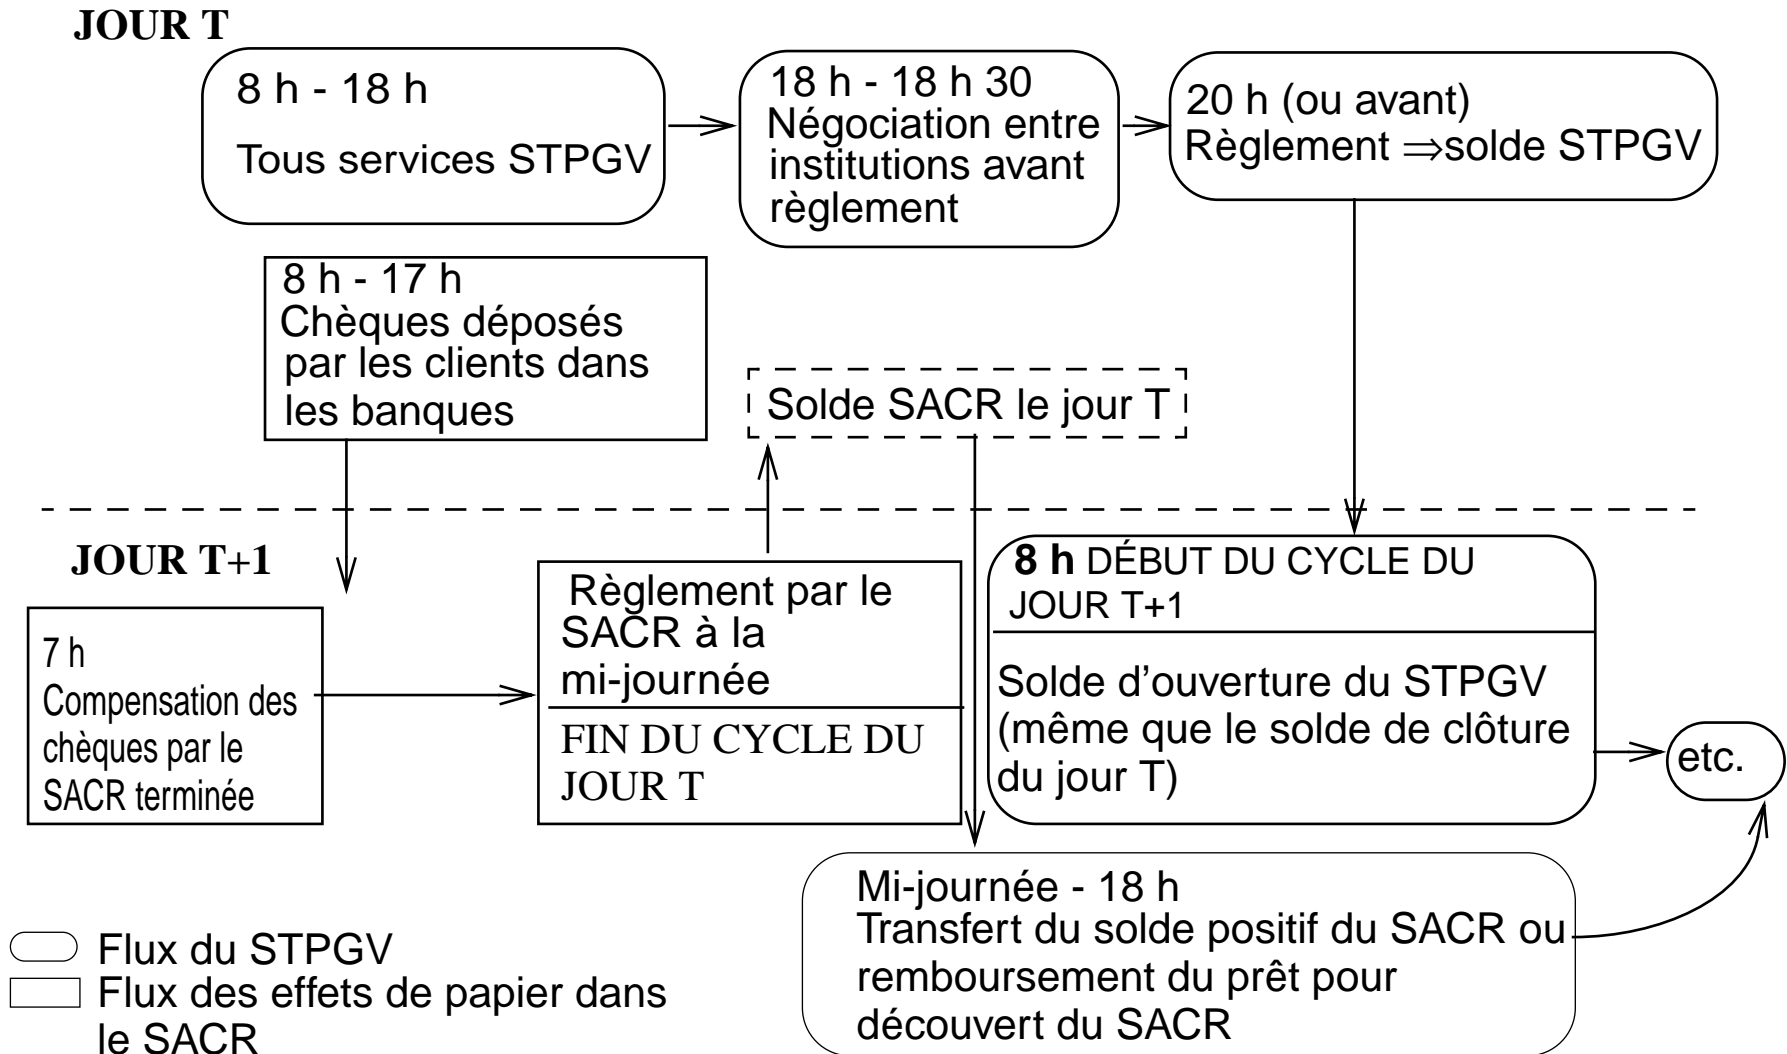 JOUR T
8 h - 18 h
Tous services STPGV
18 h - 18 h 30
Négociation entre
institutions avant
règlement
20 h (ou avant)
Règlement ⇒solde STPGV
8 h - 17 h
Chèques déposés
par les clients dans
les banques
Solde SACR le jour T
JOUR T+1
7 h
Compensation des
chèques par le
SACR terminée
Règlement par le
SACR à la
mi-journée
FIN DU CYCLE DU
JOUR T
8 h DÉBUT DU CYCLE DU
JOUR T+1
Solde d'ouverture du STPGV
(même que le solde de clôture
du jour T)
etc.
Mi-journée - 18 h
Transfert du solde positif du SACR ou
remboursement du prêt pour
découvert du SACR
Flux du STPGV
Flux des effets de papier dans
le SACR